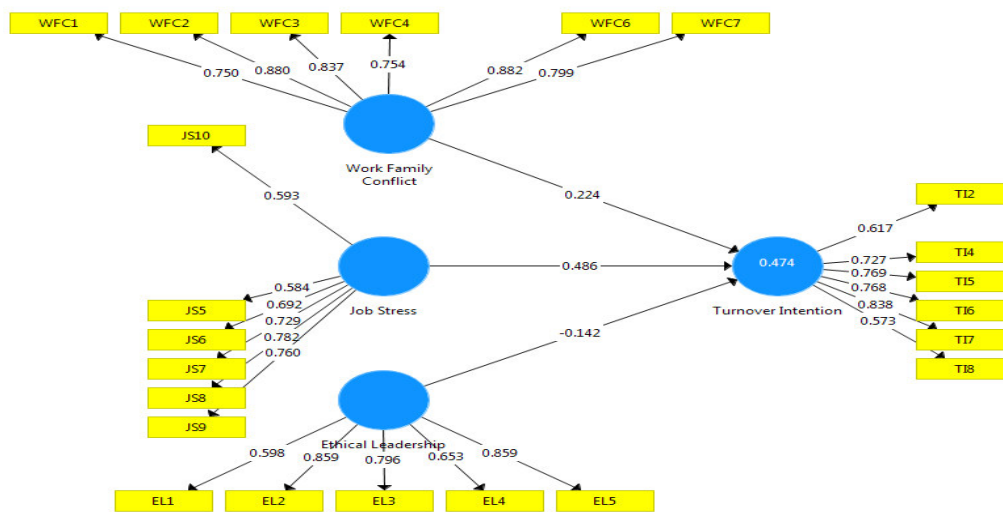 WFC1 WFC2 WFC3 WFC4 WFC6 WFC7
0.750 0.880 0.837 0.754 0.882 0.799
JS10
Work Family
Conflict
0.593
0.224
TI2
0.617
0.474
0.486
Job Stress
Turnover Intention
0.727 TI4
0.769 TI5
0.768 TI6
0.838 TI7
0.573 TI8
0.584 JS5
0.692 JS6
0.729 JS7
0.782 JS8
0.760 JS9
-0.142
Ethical Leadership
0.598 0.859 0.796 0.653 0.859
EL1 EL2 EL3 EL4 EL5